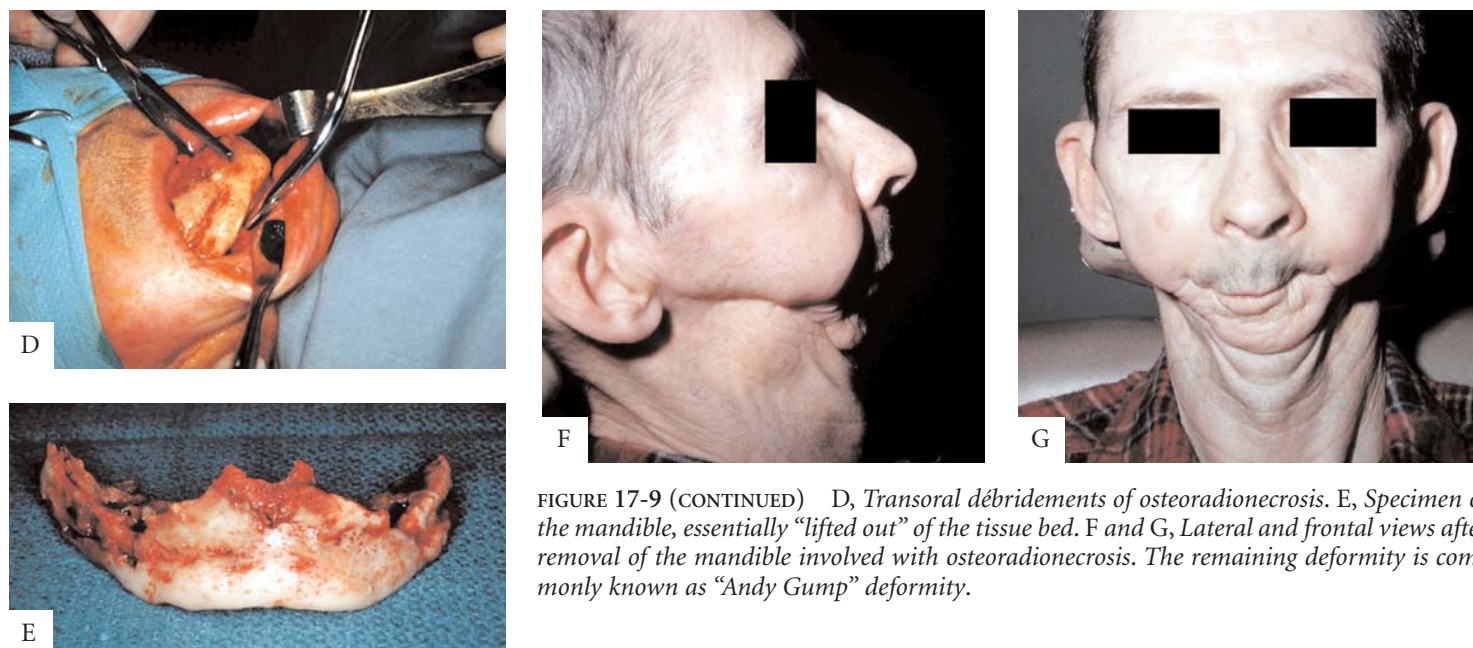 D
E
F
G
FIGURE 17-9 (CONTINUED) D, Transoral débridements of osteoradionecrosis. E, Specimen
the mandible, essentially “lifted out” of the tissue bed. F and G, Lateral and frontal views
removal of the mandible involved with osteoradionecrosis. The remaining deformity is com
monly known as “Andy Gump” deformity.